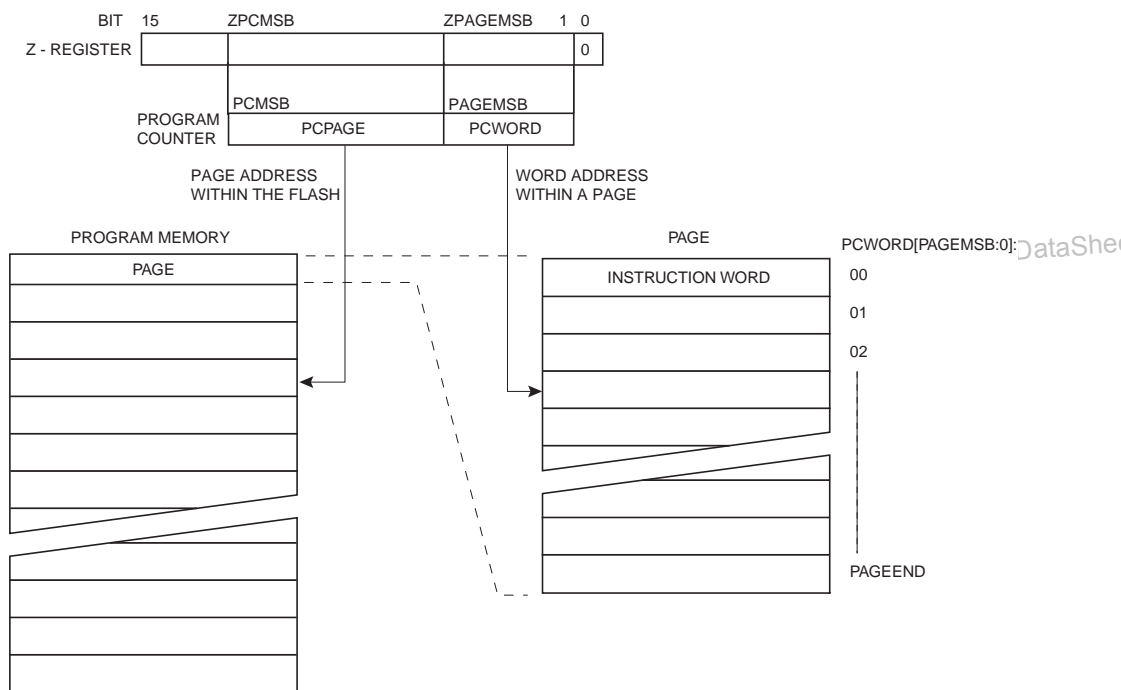 BIT 15 ZPCMSB ZPAGEMSB 1 0
Z - REGISTER 0
PCMSB PAGEMSB
PROGRAM
COUNTER
PCPAGE PCWORD
PAGE ADDRESS
WITHIN THE FLASH
WORD ADDRESS
WITHIN A PAGE
PROGRAM MEMORY
PAGE
PAGE
PCWORD[PAGEMSB:0]:
INSTRUCTION WORD 00
01
02
PAGEEND
DataShe